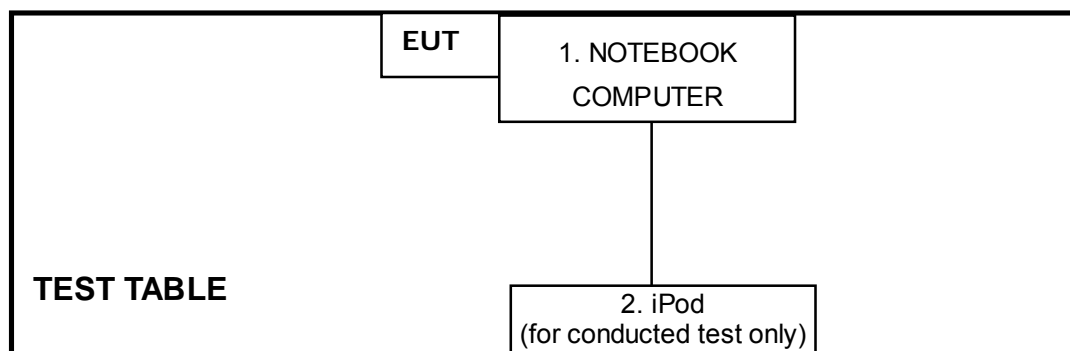 EUT
1. NOTEBOOK
COMPUTER
TEST TABLE
2. iPod
(for conducted test only)